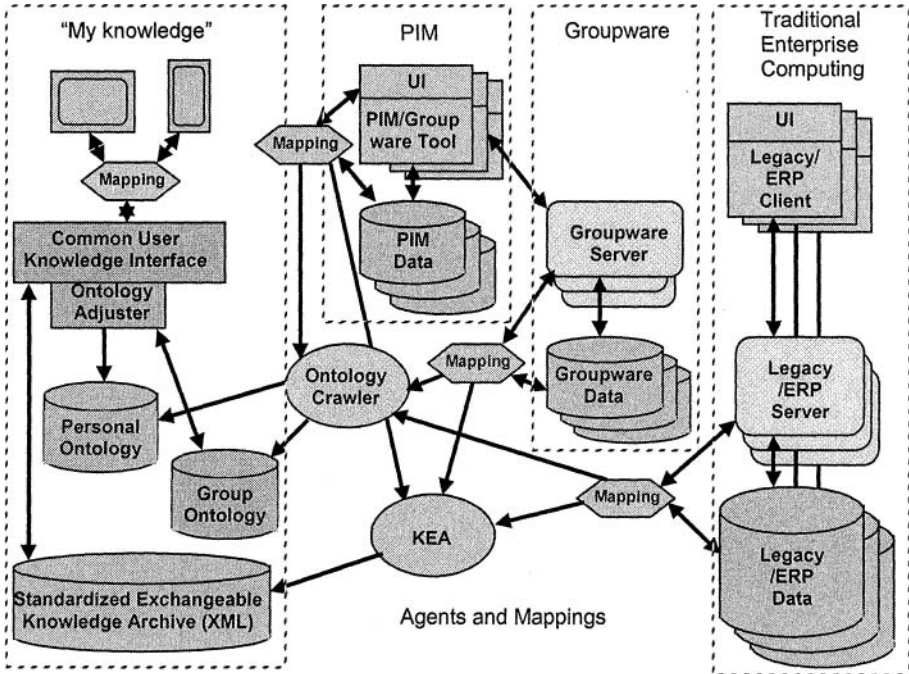 “My knowledge”
Mapping
Common User
Knowledge Interface
Ontology
Adjuster
Personal
Ontology
Group
Ontology
Standardized Exchangeable
Knowledge Archive (XML)
PIM
UI
PIM/Group
ware Tool
Mapping
PIM
Data
Ontology
Crawler
KEA
Mapping
Agents and Mappings
Groupware
Groupware
Server
Groupware
Data
Mapping
Traditional
Enterprise
Computing
UI
Legacy/
ERP
Client
Legacy
/ERP
Server
Legacy
/ERP
Data